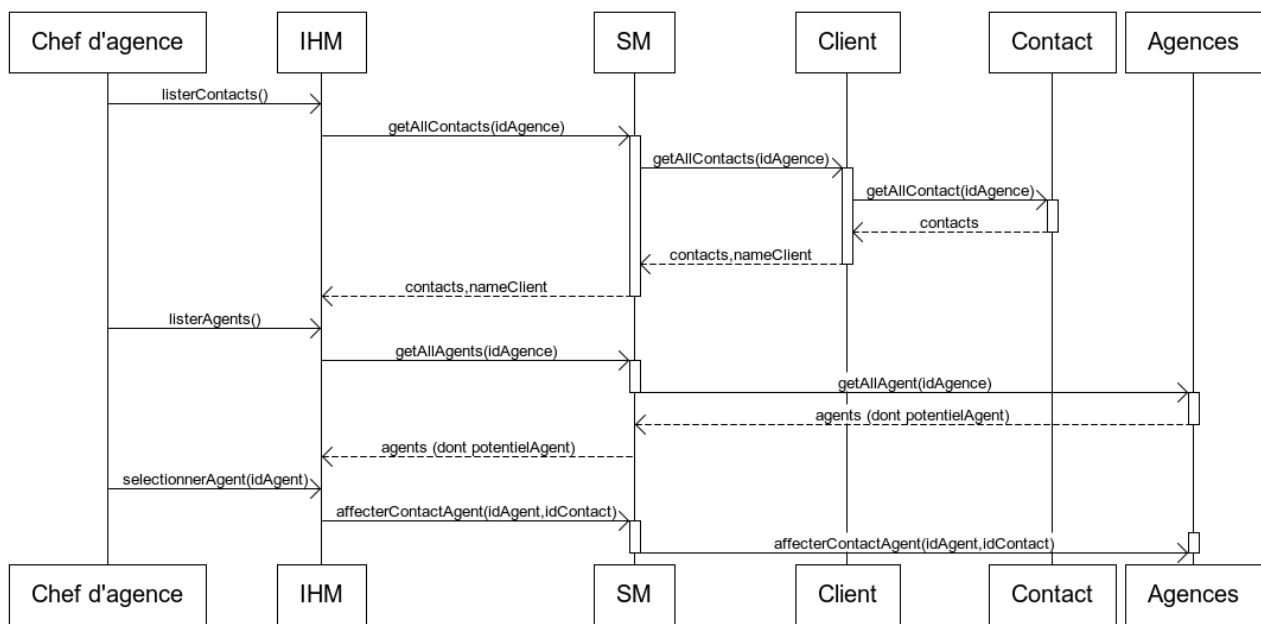 Chef d'agence
IHM
SM
Client
Contact
Agences
listerContacts()
getAllContacts(idAgence)
getAllContacts(idAgence)
getAllContact(idAgence)
contacts
contacts,nameClient
contacts,nameClient
listerAgents()
getAllAgents(idAgence)
getAllAgent(idAgence)
agents (dont potentielAgent)
agents (dont potentielAgent)
selectionnerAgent(idAgent)
affecterContactAgent(idAgent,idContact)
affecterContactAgent(idAgent,idContact)
Chef d'agence
IHM
SM
Client
Contact
Agences